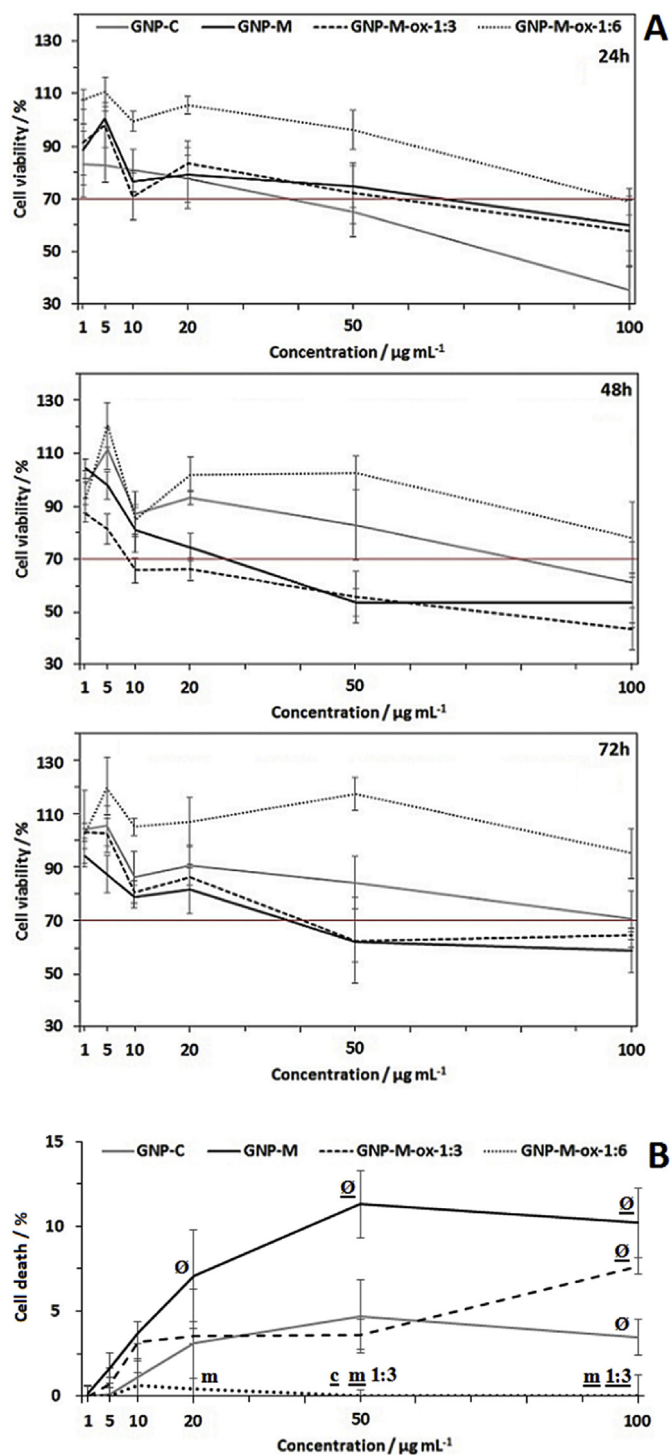 GNP-C GNP-M GNP-M-ox-1:3 GNP-M-ox-1:6
A
24h
Cell viability / %
130
110
90
70
50
30
1 5 10 20 50 100
Concentration / µg mL⁻¹
48h
Cell viability / %
130
110
90
70
50
30
1 5 10 20 50 100
Concentration / µg mL⁻¹
72h
Cell viability / %
130
110
90
70
50
30
1 5 10 20 50 100
Concentration / µg mL⁻¹
B
GNP-C GNP-M GNP-M-ox-1:3 GNP-M-ox-1:6
Cell death / %
15
10
5
0
Ø Ø Ø
Ø
Ø
m c m 1:3 m 1:3
1 5 10 20 50 100
Concentration / µg mL⁻¹